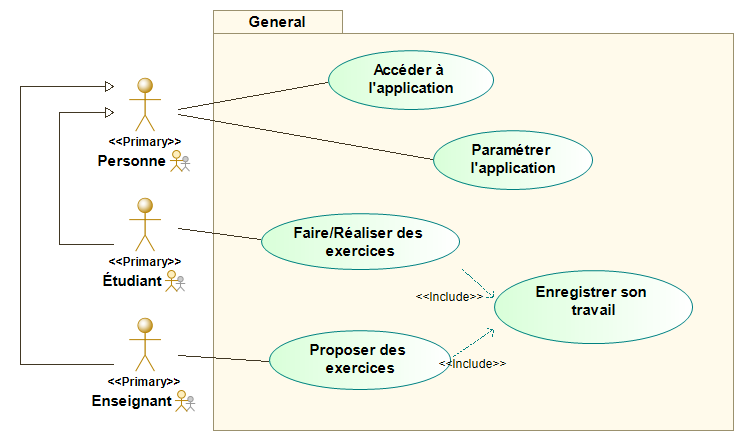 General
Accéder à
l'application
<<Primary>>
Personne
Paramétrer
l'application
Faire/Réaliser des
exercices
<<Primary>>
Étudiant
<<Include>>
Enregistrer son
travail
Proposer des
exercices
<<Include>>
<<Primary>>
Enseignant